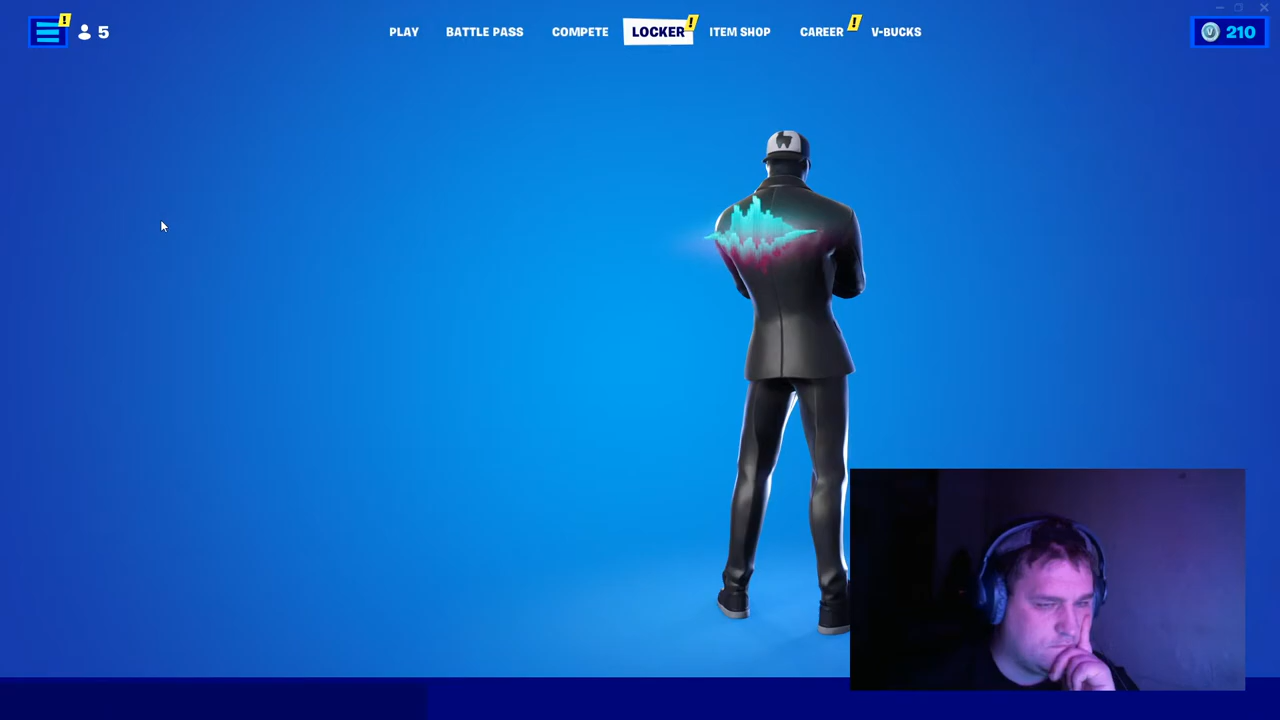 ! 5 PLAY BATTLE PASS COMPETE LOCKER ! ITEM SHOP CAREER ! V-BUCKS 210